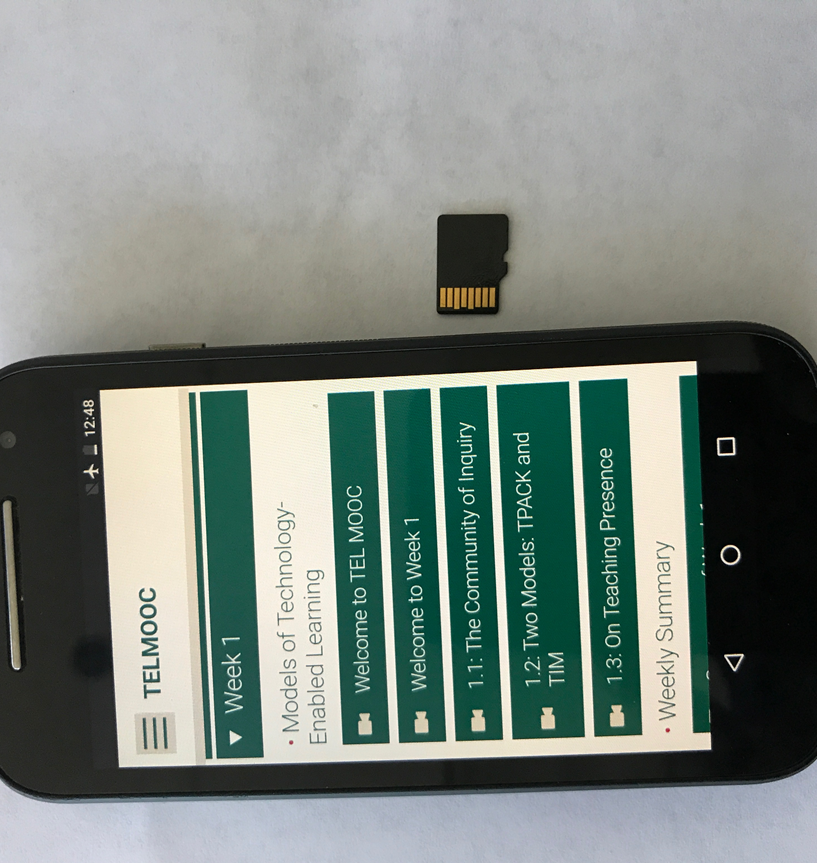 12:48
TELMOOC
Week 1
• Models of Technology-
Enabled Learning
Welcome to TEL MOOC
Welcome to Week 1
1.1: The Community of Inquiry
1.2: Two Models: TPACK and
TIM
1.3: On Teaching Presence
• Weekly Summary